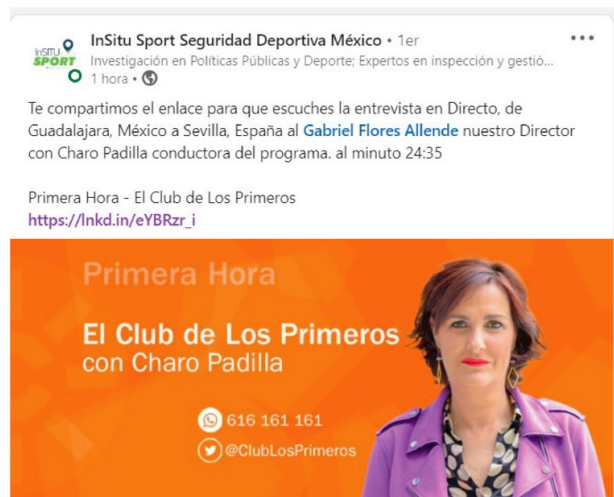 InSitu Sport Seguridad Deportiva México • 1er
InSITU
SPORT
Investigación en Políticas Públicas y Deporte; Expertos en inspección y gestió...
1 hora •
Te compartimos el enlace para que escuches la entrevista en Directo, de
Guadalajara, México a Sevilla, España al Gabriel Flores Allende nuestro Director
con Charo Padilla conductora del programa. al minuto 24:35
Primera Hora - El Club de Los Primeros
https://lnkd.in/eYBRzr_i
Primera Hora
El Club de Los Primeros
con Charo Padilla
616 161 161
@ClubLosPrimeros